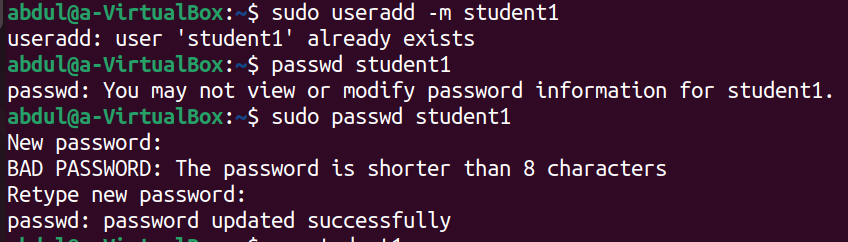 abdul@a-VirtualBox:~$ sudo useradd -m student1
useradd: user 'student1' already exists
abdul@a-VirtualBox:~$ passwd student1
passwd: You may not view or modify password information for student1.
abdul@a-VirtualBox:~$ sudo passwd student1
New password:
BAD PASSWORD: The password is shorter than 8 characters
Retype new password:
passwd: password updated successfully